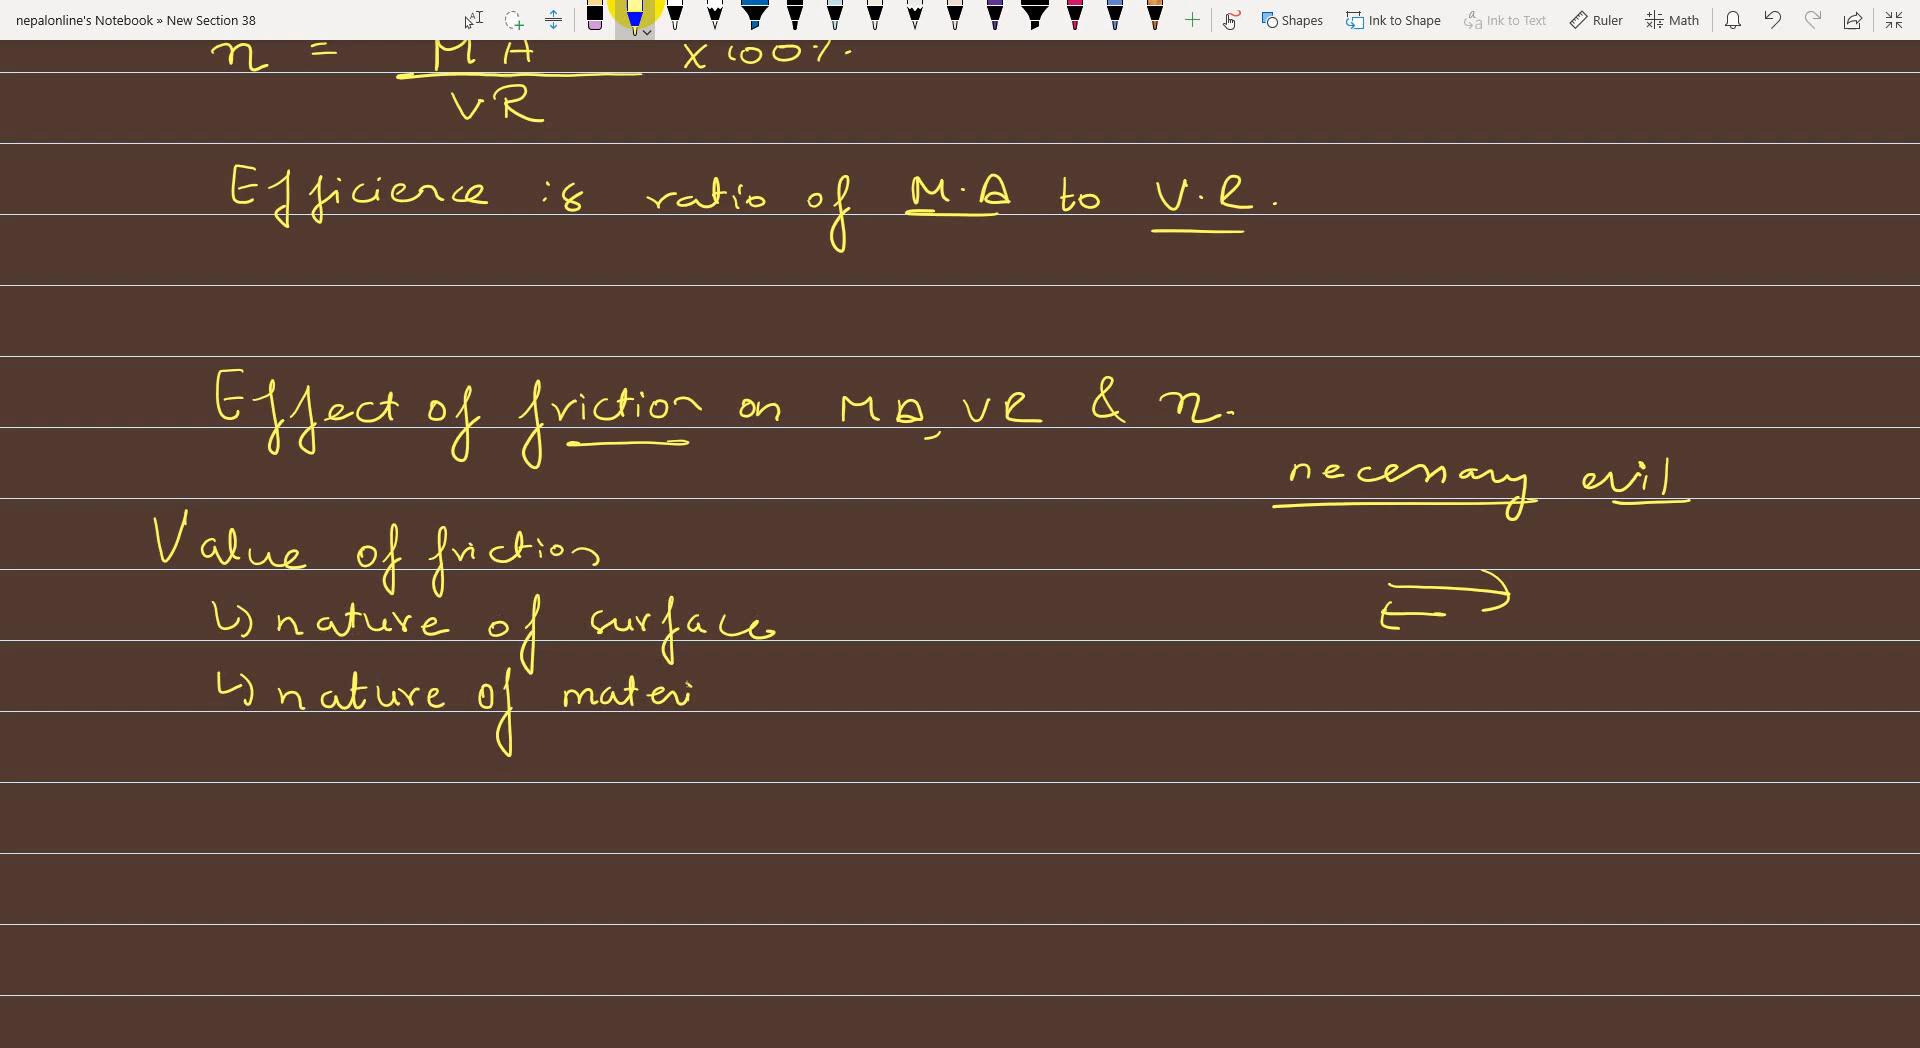 nepalonline's Notebook » New Section 38
Shapes Ink to Shape Ink to Text Ruler Math
n = MA x 100%.
VR
Efficience is ratio of M.A to V.R.
Effect of friction on MA, VR & n.
necessary evil
Value of friction
↳ nature of surface
↳ nature of materi